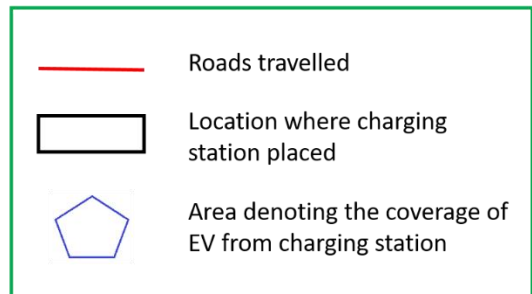 Roads travelled
Location where charging
station placed
Area denoting the coverage of
EV from charging station